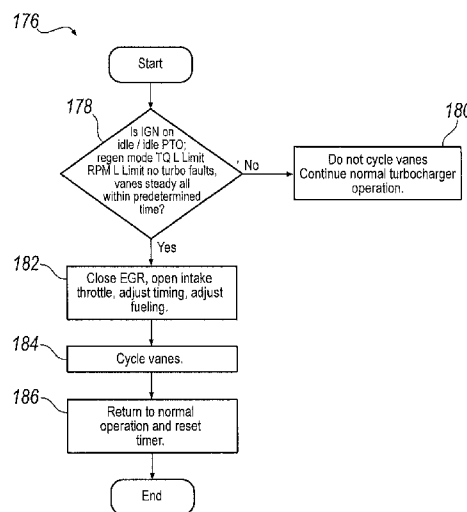 176
Start
178
Is IGN on
idle / idle PTO;
regen mode TQ L Limit
RPM L Limit no turbo faults,
vanes steady all
within predetermined
time?
No
180
Do not cycle vanes
Continue normal turbocharger
operation.
Yes
182
Close EGR, open intake
throttle, adjust timing, adjust
fueling.
184
Cycle vanes.
186
Return to normal
operation and reset
timer.
End